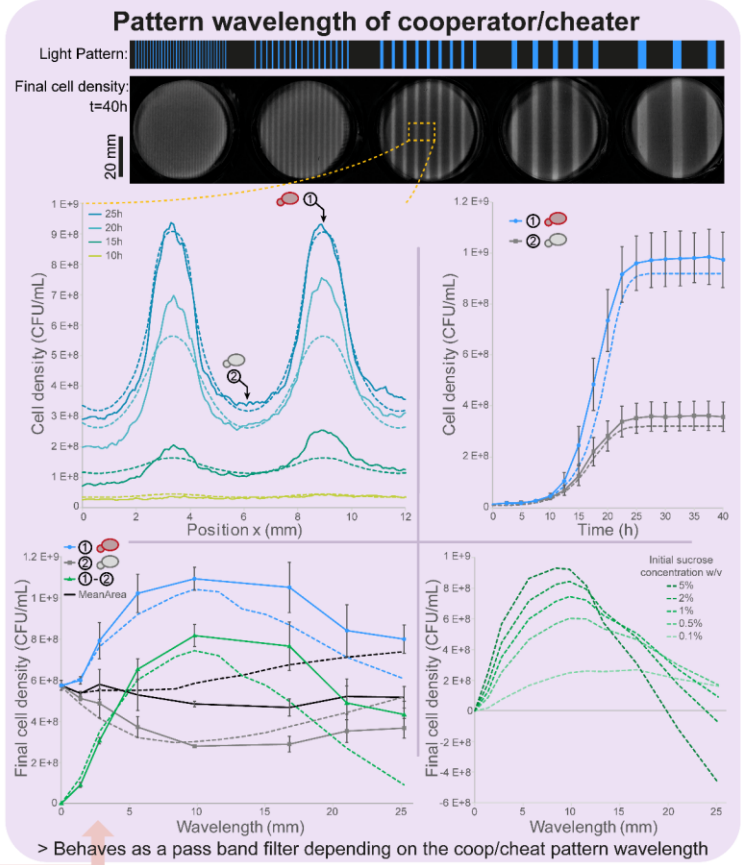 Pattern wavelength of cooperator/cheater
Light Pattern:
Final cell density:
t=40h
20 mm
Cell density (CFU/mL)
1 E+9
9 E+8
8 E+8
7 E+8
6 E+8
5 E+8
4 E+8
3 E+8
2 E+8
1 E+8
0
25h
20h
15h
10h
1
2
0 2 4 6 8 10 12
Position x (mm)
Cell density (CFU/mL)
1.2 E+9
1 E+9
8 E+8
6 E+8
4 E+8
2 E+8
0
1
2
0 5 10 15 20 25 30 35 40
Time (h)
Final cell density (CFU/mL)
1.2 E+9
1 E+9
8 E+8
6 E+8
4 E+8
2 E+8
0
1
2
1-2
MeanArea
0 5 10 15 20 25
Wavelength (mm)
Final cell density (CFU/mL)
1 E+9
8 E+8
6 E+8
4 E+8
2 E+8
0
-2 E+8
-4 E+8
-6 E+8
Initial sucrose
concentration w/v
5%
2%
1%
0.5%
0.1%
0 5 10 15 20 25
Wavelength (mm)
> Behaves as a pass band filter depending on the coop/cheat pattern wavelength